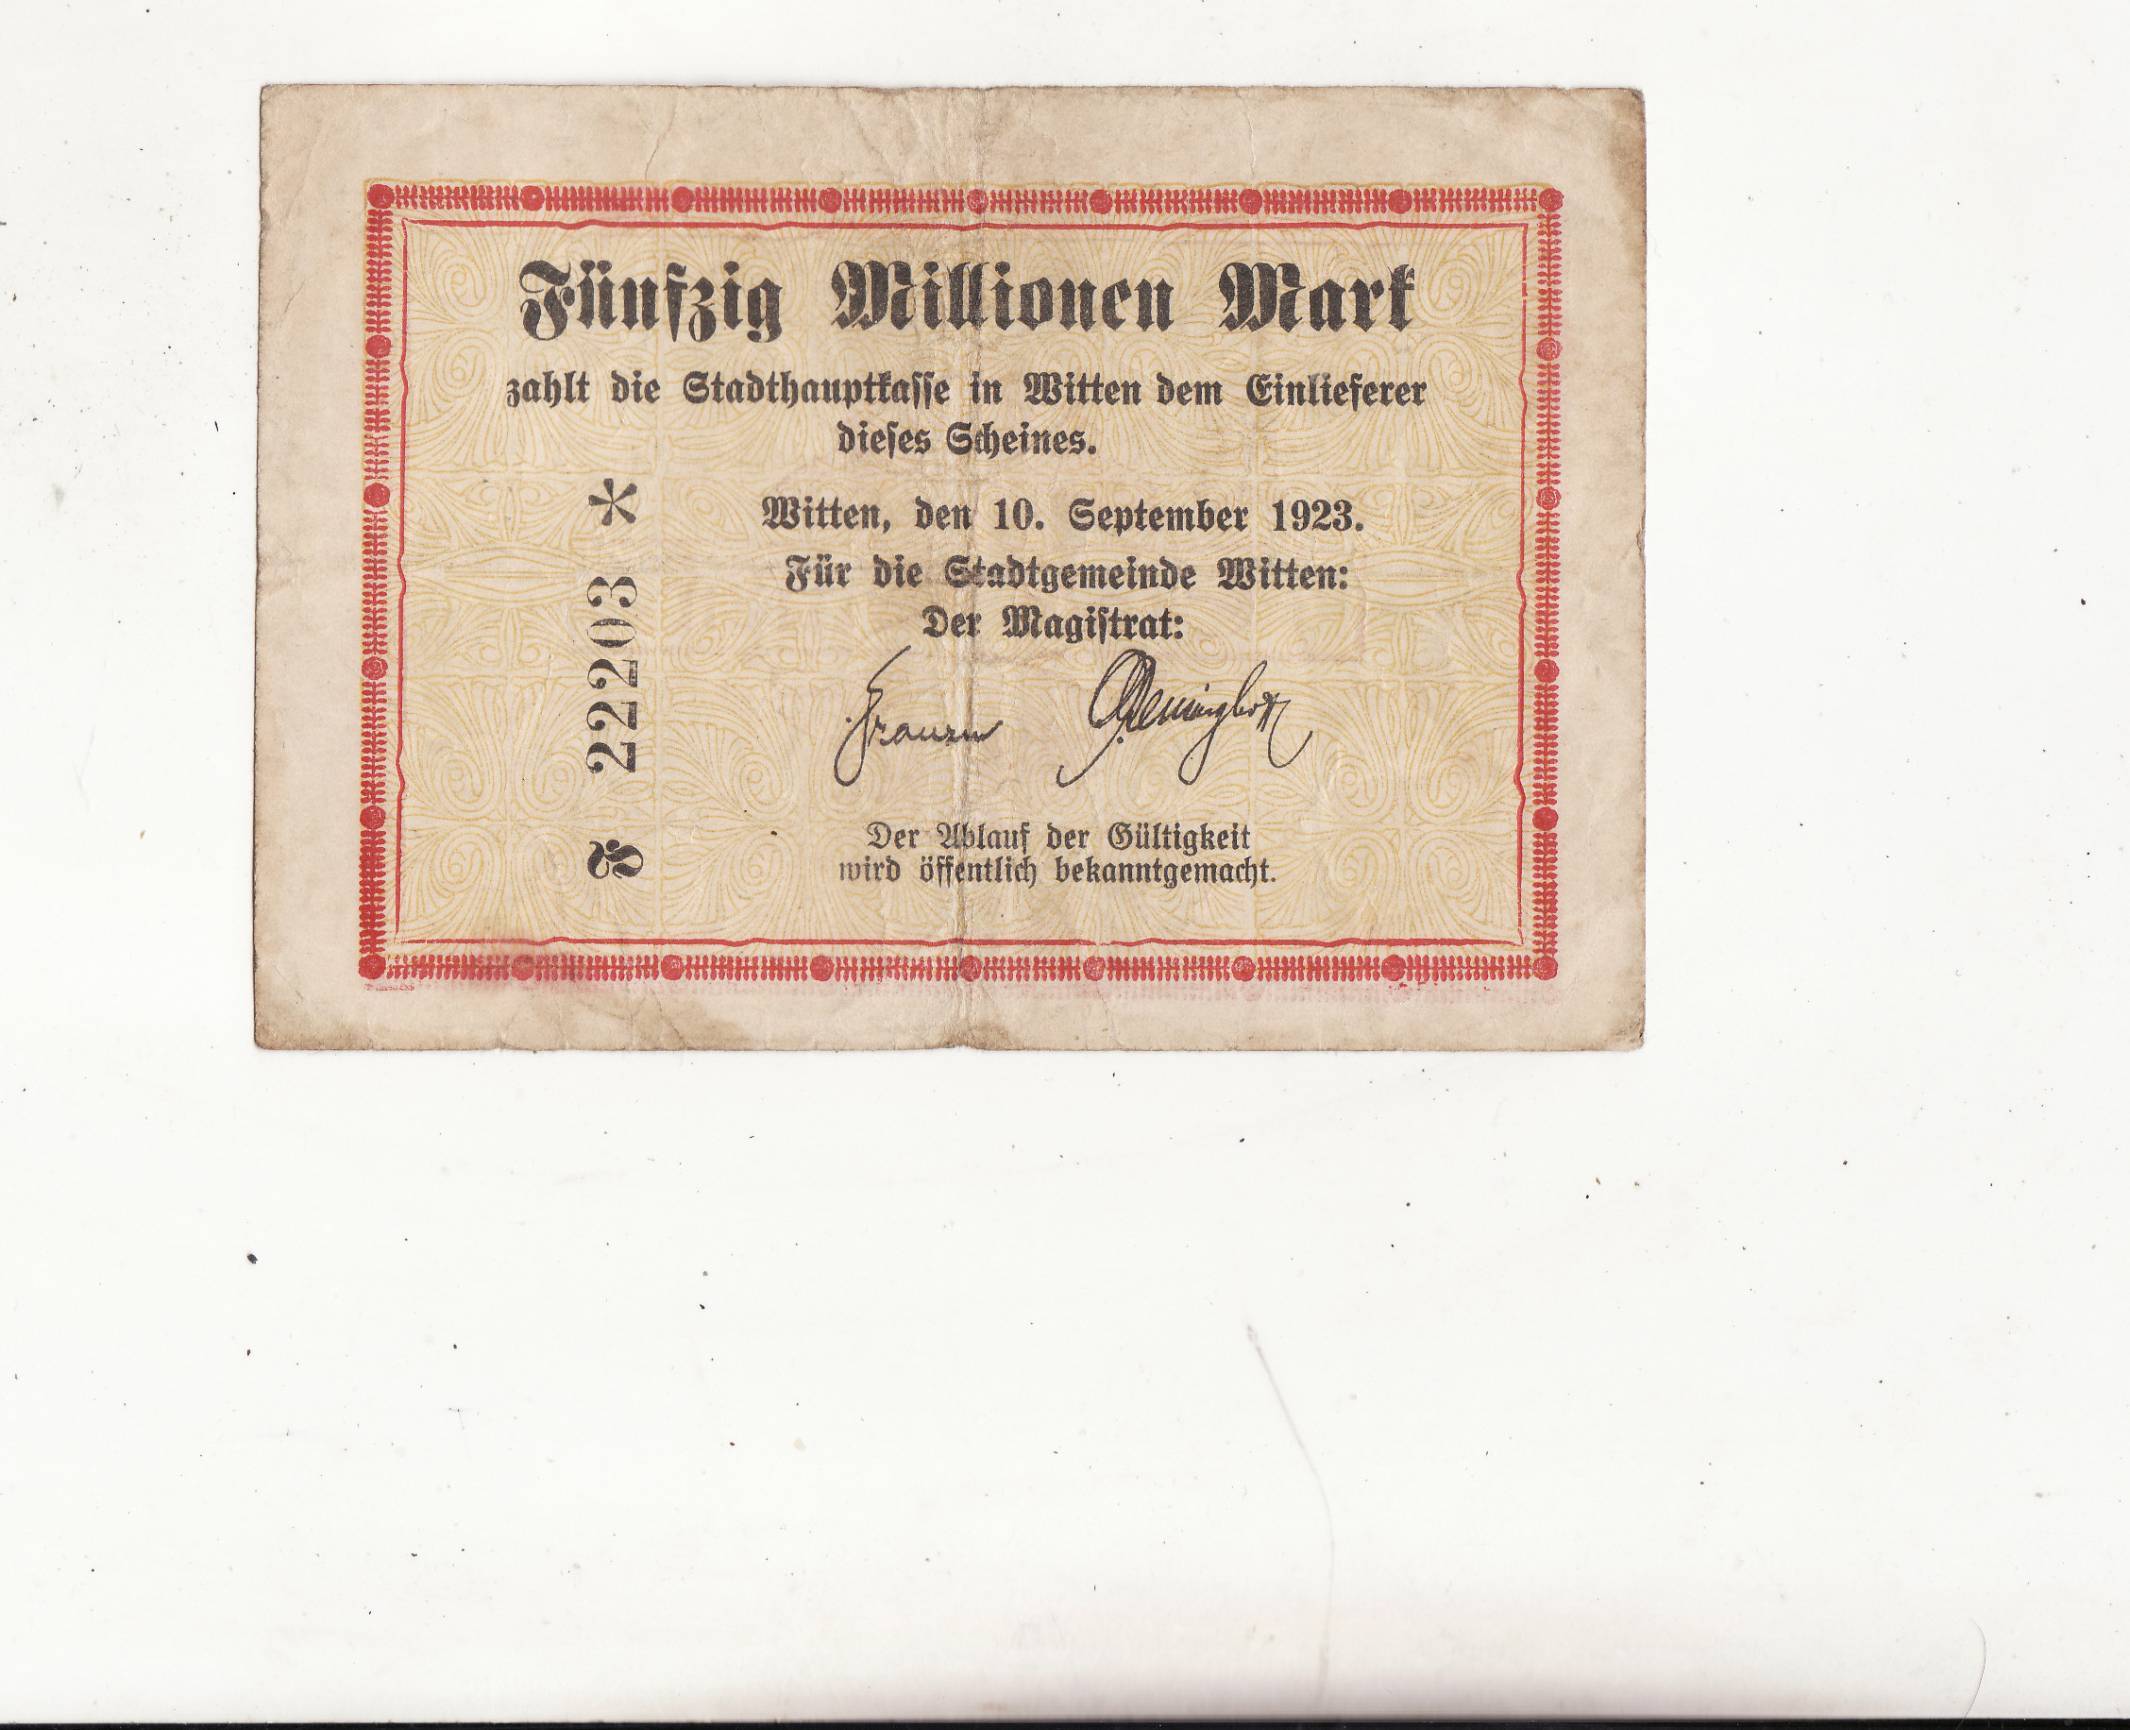 Fünfzig Millionen Mark
zahlt die Stadthauptkasse in Witten dem Einlieferer
dieses Scheines.
Witten, den 10. September 1923.
Für die Stadtgemeinde Witten:
Der Magistrat:
22203 *
Der Ablauf der Gültigkeit
wird öffentlich bekanntgemacht.